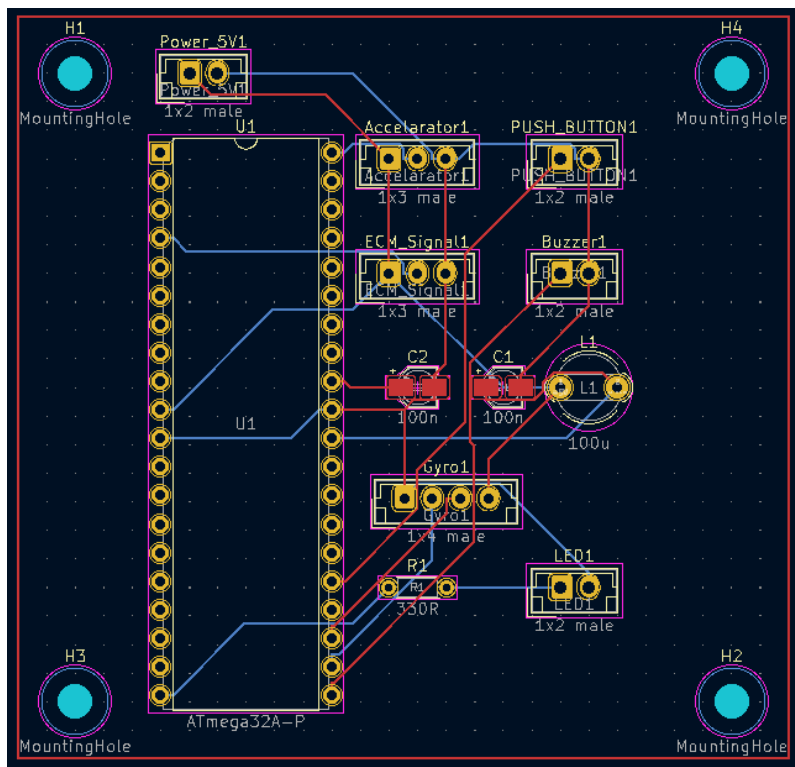 H1
H4
Power_5V1
Power_5V1
MountingHole
1x2 male
MountingHole
U1
Accelarator1
PUSH_BUTTON1
Accelarator1
PUSH_BUTTON1
1x3 male
1x2 male
ECM_Signal1
Buzzer1
ECM_Signal1
1x3 male
1x2 male
C2
C1
L1
+
+
L1
100n
100n
U1
100u
Gyro1
Gyro1
1x4 male
R1
LED1
R1
330R
LED1
1x2 male
H3
H2
ATmega32A-P
MountingHole
MountingHole